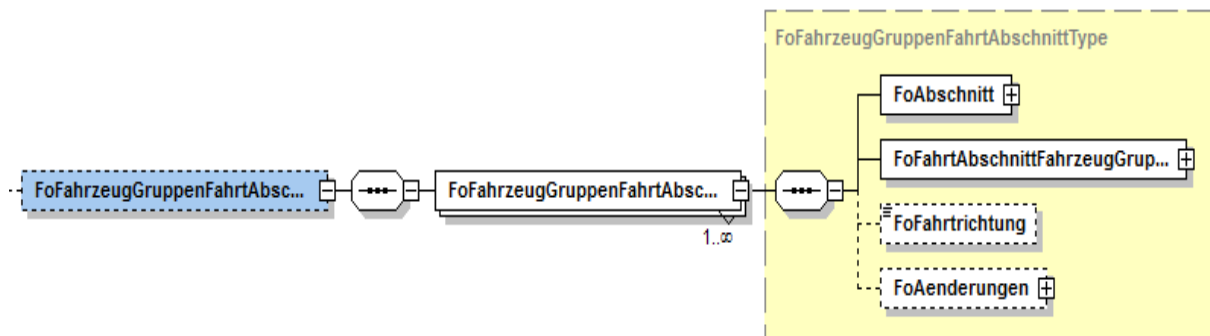 FoFahrzeugGruppenFahrtAbschnittType
FoAbschnitt
FoFahrtAbschnittFahrzeugGrup...
FoFahrzeugGruppenFahrtAbsc...
FoFahrzeugGruppenFahrtAbsc...
1..∞
FoFahrtrichtung
FoAenderungen